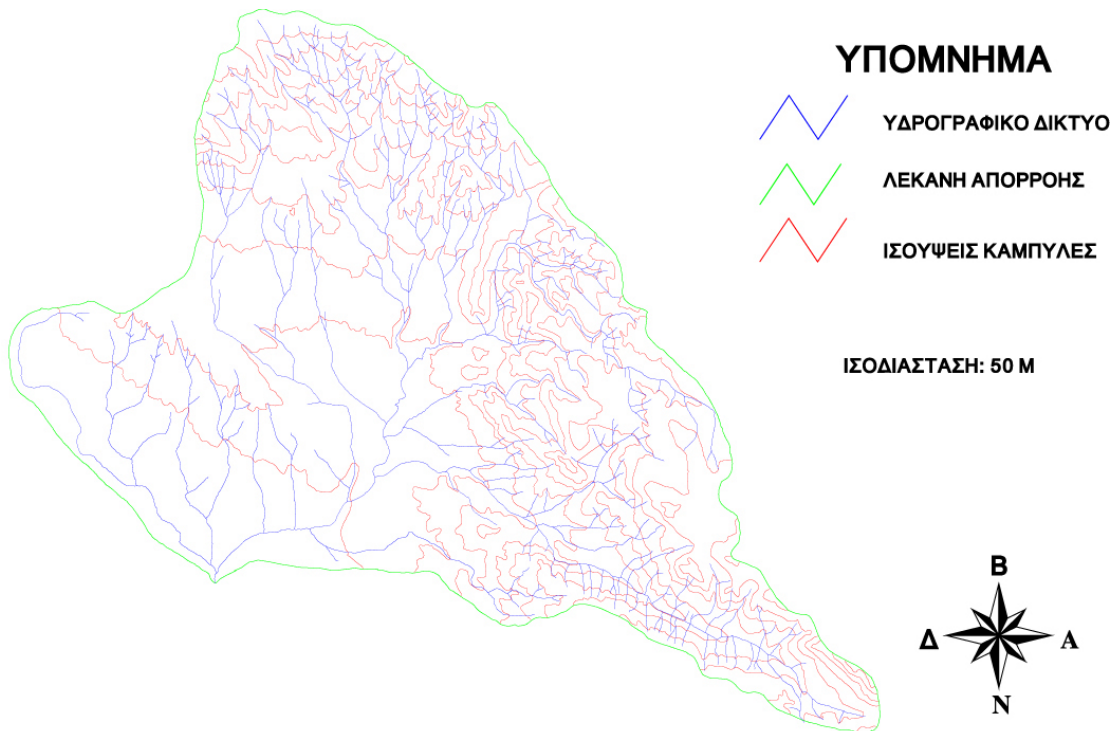 ΥΠΟΜΝΗΜΑ
ΥΔΡΟΓΡΑΦΙΚΟ ΔΙΚΤΥΟ
ΛΕΚΑΝΗ ΑΠΟΡΡΟΗΣ
ΙΣΟΥΨΕΙΣ ΚΑΜΠΥΛΕΣ
ΙΣΟΔΙΑΣΤΑΣΗ: 50 Μ
Β
Δ Α
Ν